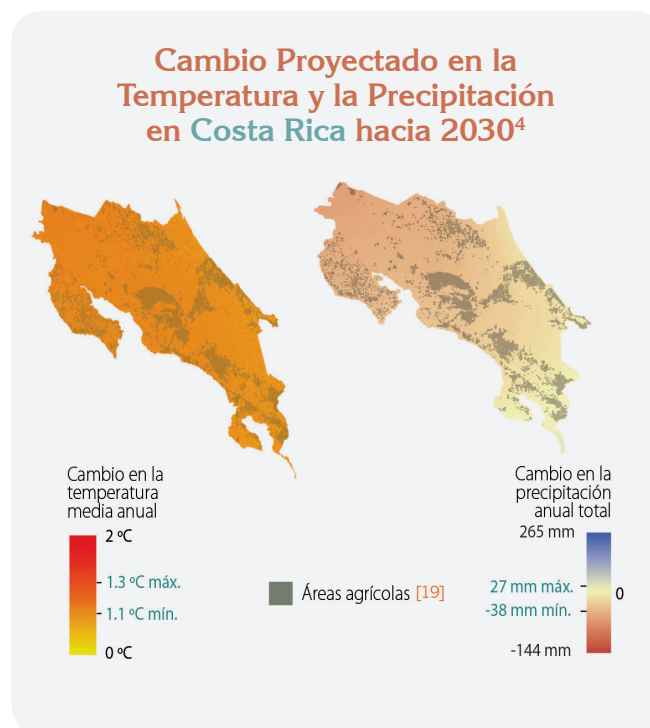 Cambio Proyectado en la
Temperatura y la Precipitación
en Costa Rica hacia 2030⁴
Cambio en la
temperatura
media anual
2 ºC
1.3 ºC máx.
1.1 ºC mín.
0 ºC
Áreas agrícolas [19]
Cambio en la
precipitación
anual total
265 mm
27 mm máx.
0
-38 mm mín.
-144 mm